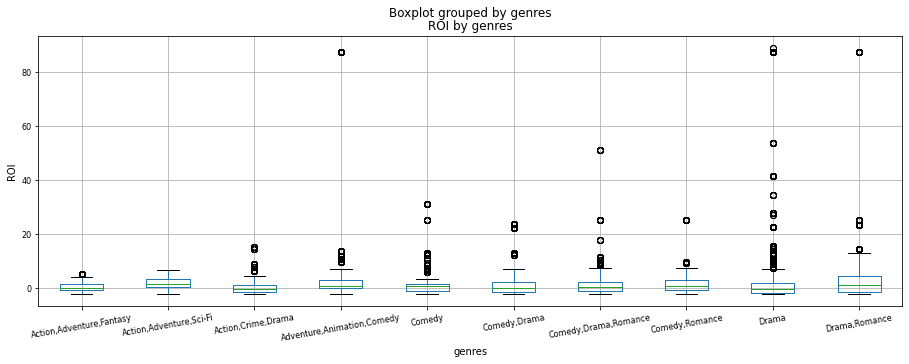 Boxplot grouped by genres
ROI by genres
80
60
40
20
0
ROI
Action,Adventure,Fantasy
Action,Adventure,Sci-Fi
Action,Crime,Drama
Adventure,Animation,Comedy
Comedy
Comedy,Drama
Comedy,Drama,Romance
Comedy,Romance
Drama
Drama,Romance
genres